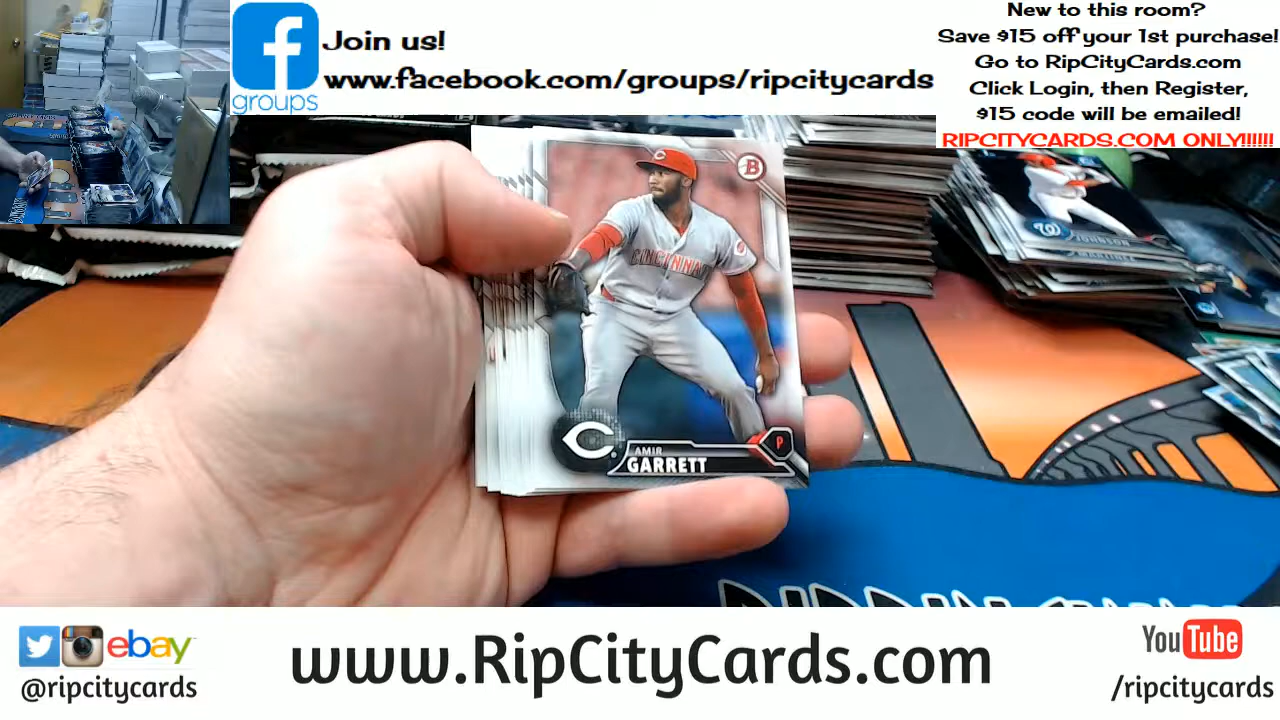 Join us!
www.facebook.com/groups/ripcitycards
groups
New to this room?
Save $15 off your 1st purchase!
Go to RipCityCards.com
Click Login, then Register,
$15 code will be emailed!
RIPCITYCARDS.COM ONLY!!!!!!
B
CINCINNA
C
AMIR
GARRETT
P
W
JOHNSON
MARTINEZ
ebay
@ripcitycards
www.RipCityCards.com
YouTube
/ripcitycards